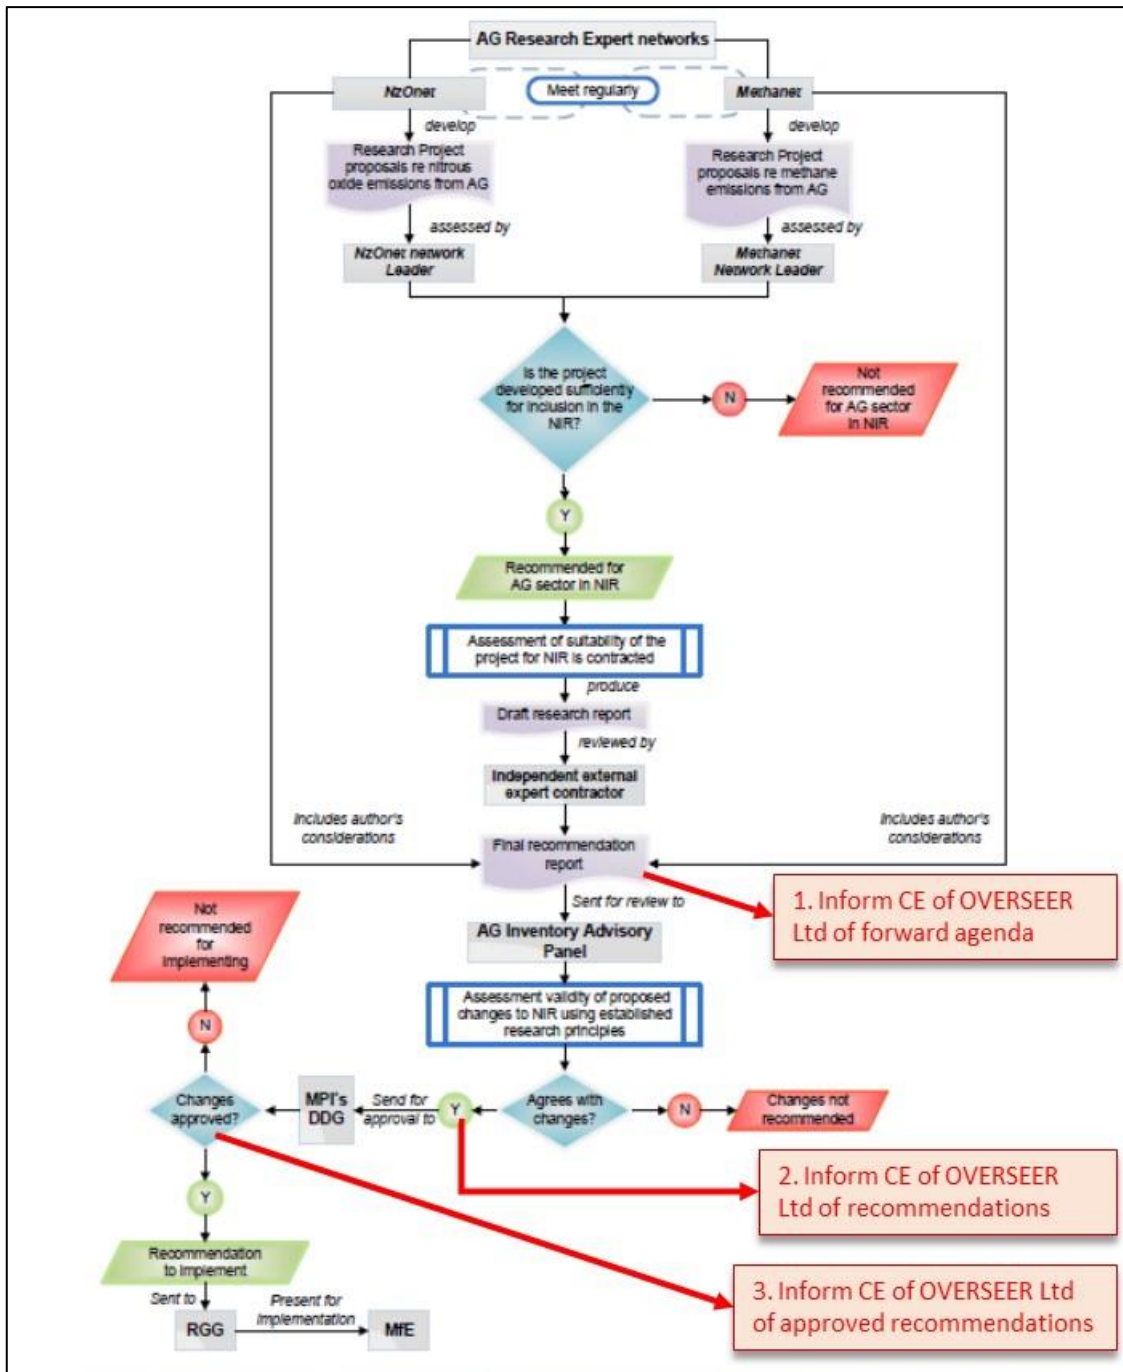 AG Research Expert networks
NzOnet
Meet regularly
Methanet
develop
develop
Research Project
proposals re nitrous
oxide emissions from AG
Research Project
proposals re methane
emissions from AG
assessed by
assessed by
NzOnet network
Leader
Methanet
Network Leader
Is the project
developed sufficiently
for inclusion in the
NIR?
N
Not
recommended
for AG sector
in NIR
Y
Recommended for
AG sector in NIR
Assessment of suitability of the
project for NIR is contracted
produce
Draft research report
reviewed by
Independent external
expert contractor
Includes author's
considerations
Includes author's
considerations
Final recommendation
report
1. Inform CE of OVERSEER
Ltd of forward agenda
Sent for review to
AG Inventory Advisory
Panel
Not
recommended
for
implementing
Assessment validity of proposed
changes to NIR using established
research principles
N
Changes
approved?
MPI's
DDG
Send for
approval to
Y
Agrees with
changes?
N
Changes not
recommended
2. Inform CE of OVERSEER
Ltd of recommendations
Y
Recommendation
to implement
3. Inform CE of OVERSEER Ltd
of approved recommendations
Sent to
Present for
implementation
RGG
MfE